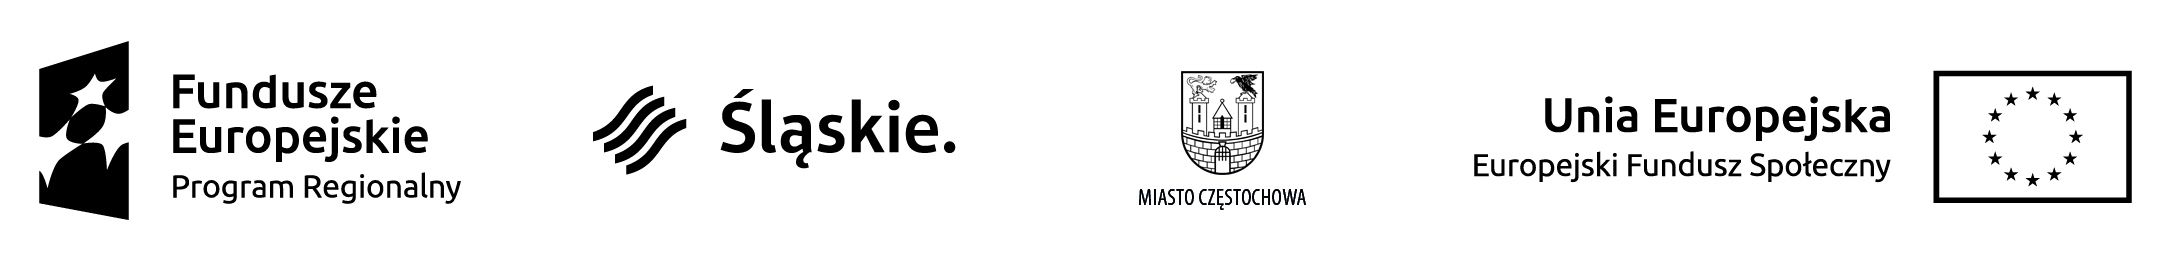 Fundusze
Europejskie
Program Regionalny
Śląskie.
MIASTO CZĘSTOCHOWA
Unia Europejska
Europejski Fundusz Społeczny